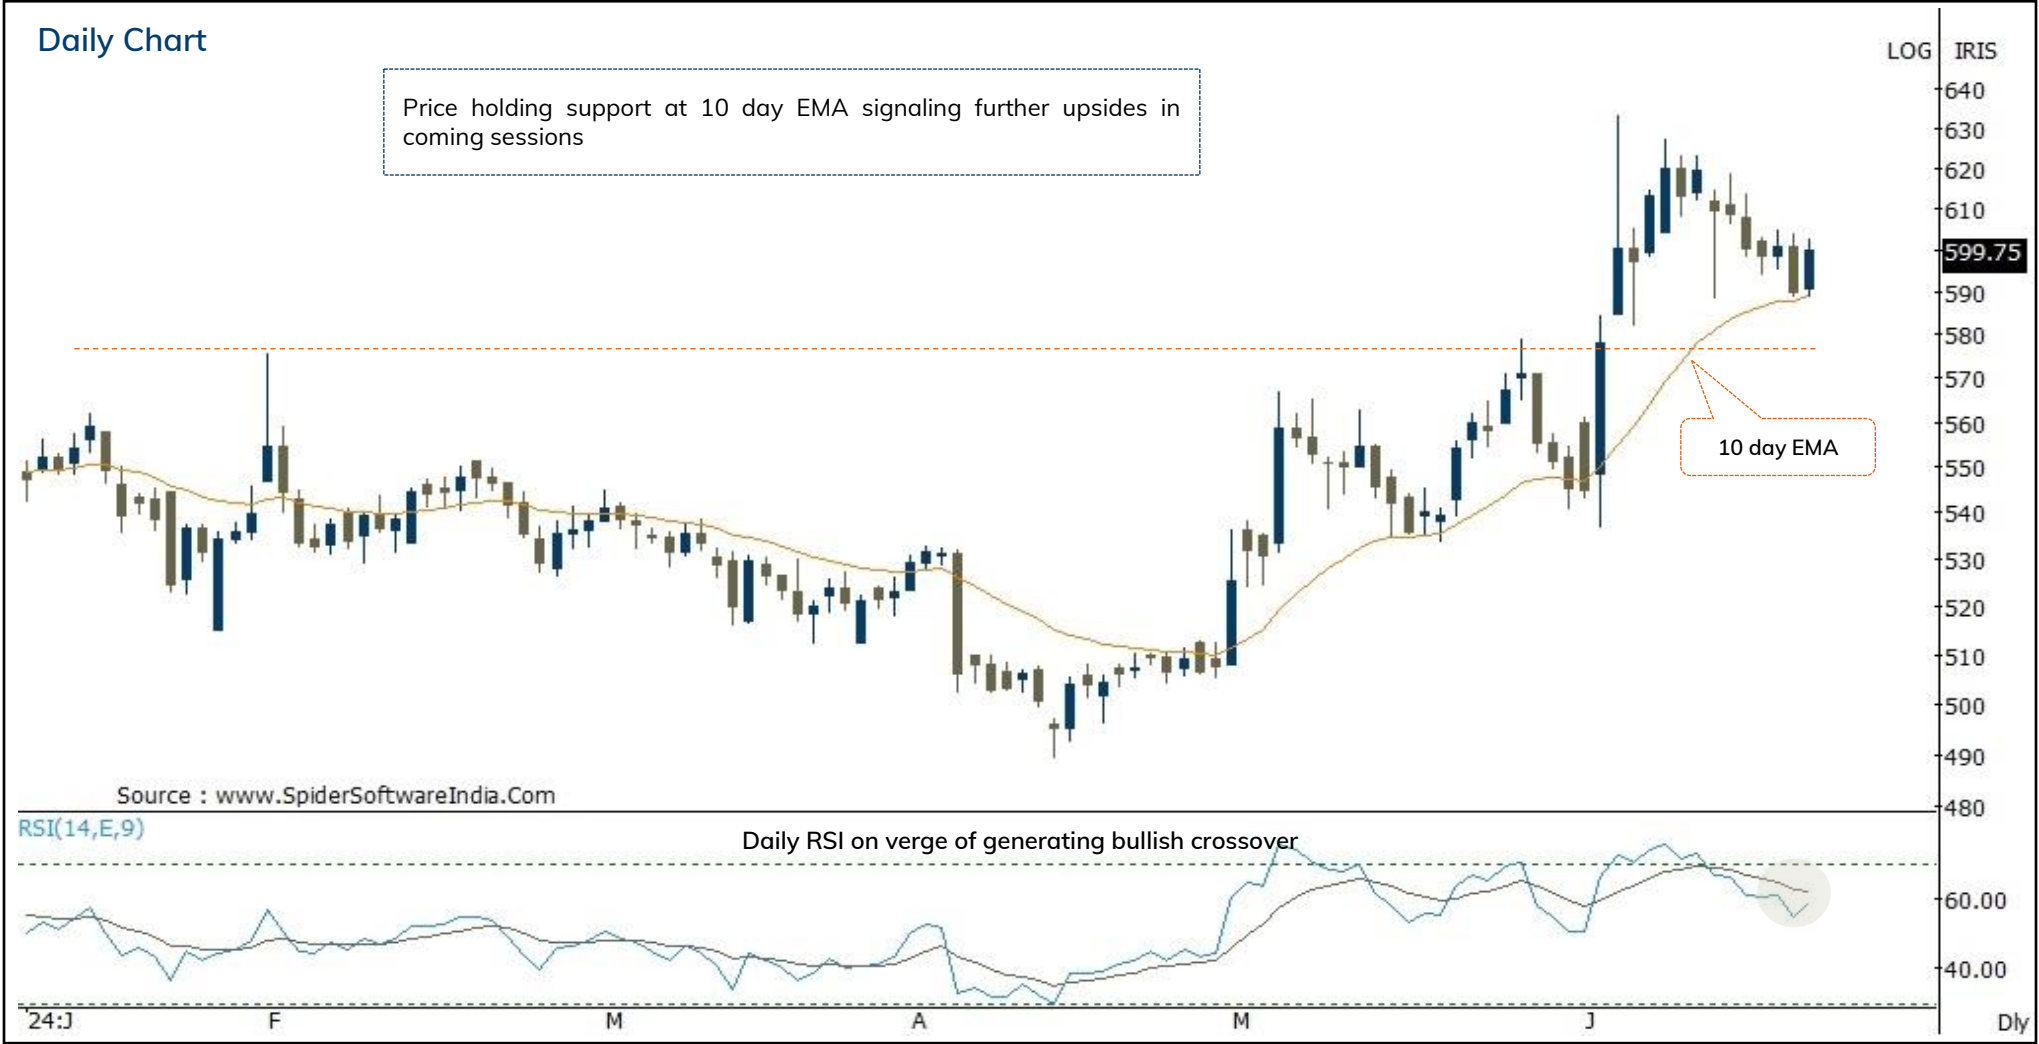 Daily Chart
LOG IRIS
Price holding support at 10 day EMA signaling further upsides in
coming sessions
640
630
620
610
599.75
590
580
570
560
10 day EMA
550
540
530
520
510
500
490
480
Source : www.SpiderSoftwareIndia.Com
RSI(14,E,9)
Daily RSI on verge of generating bullish crossover
60.00
40.00
24:J F M A M J Dly